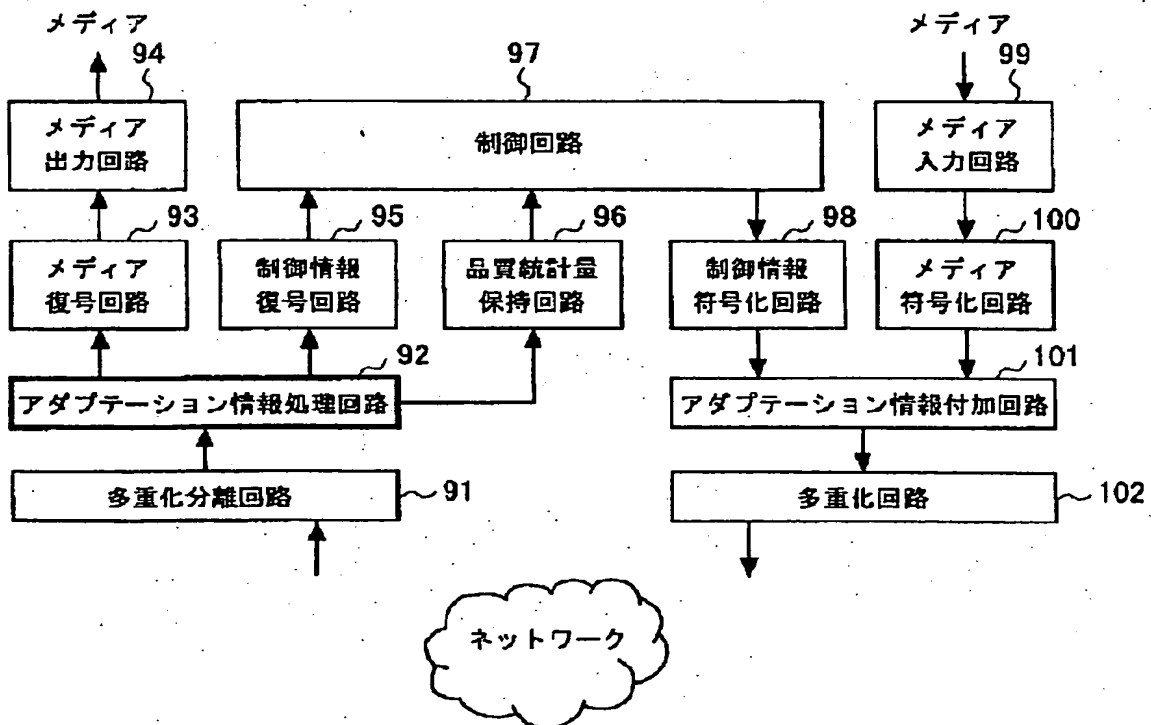 メディア
メディア
94
97
99
メディア
出力回路
制御回路
メディア
入力回路
93
95
96
98
100
メディア
復号回路
制御情報
復号回路
品質統計量
保持回路
制御情報
符号化回路
メディア
符号化回路
92
101
アダプテーション情報処理回路
アダプテーション情報付加回路
多重化分離回路
91
多重化回路
102
ネットワーク